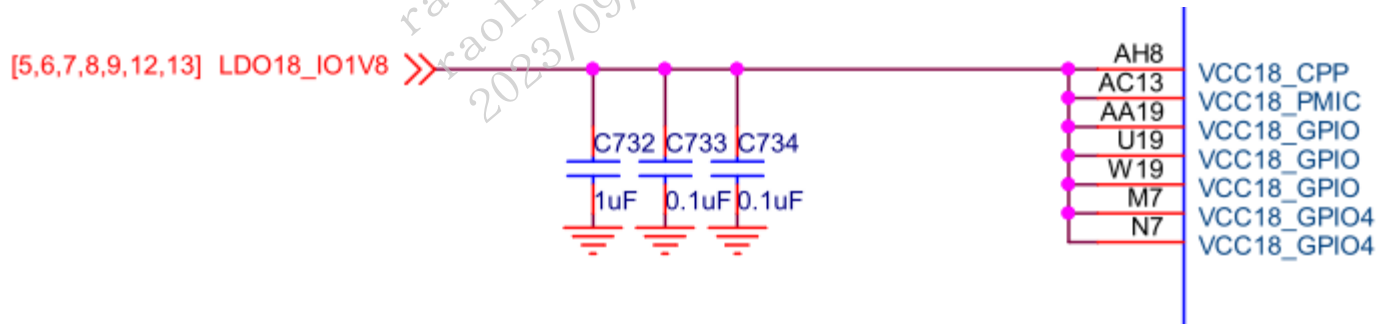 [5,6,7,8,9,12,13] LDO18_IO1V8
AH8 VCC18_CPP
AC13 VCC18_PMIC
AA19 VCC18_GPIO
U19 VCC18_GPIO
W19 VCC18_GPIO
M7 VCC18_GPIO4
N7 VCC18_GPIO4
C732 C733 C734
1uF 0.1uF 0.1uF